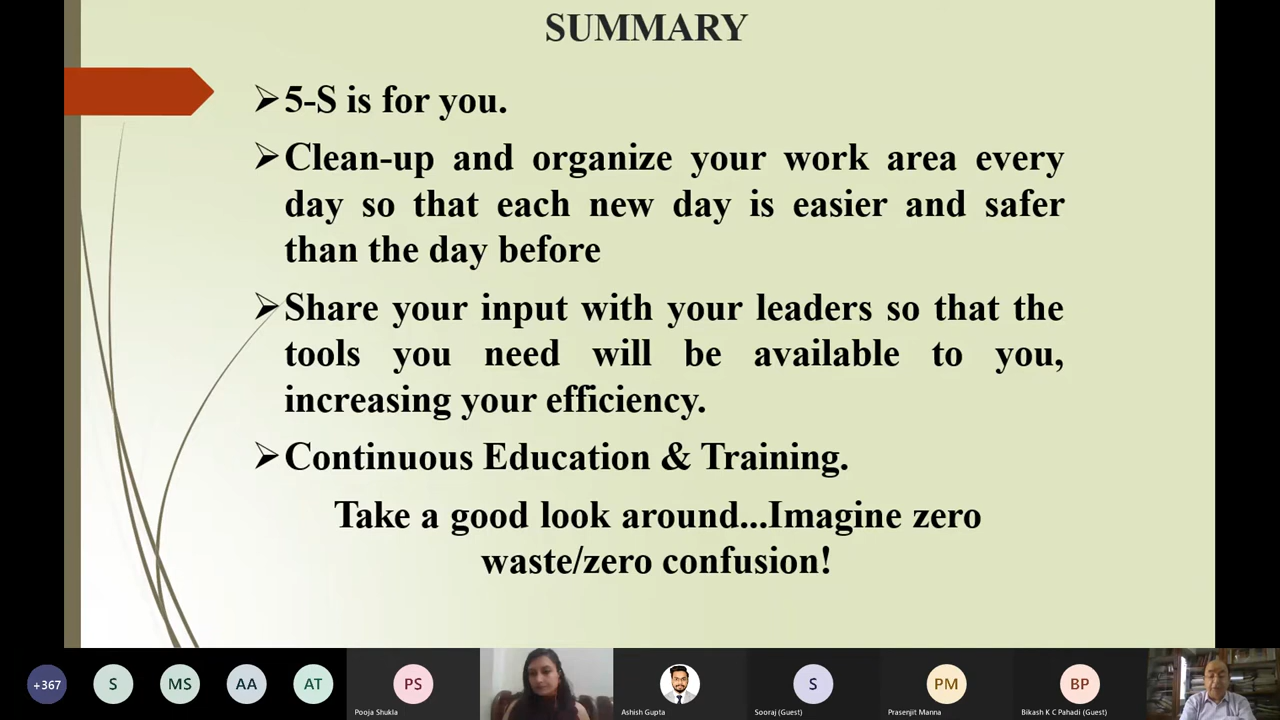 SUMMARY
➢5-S is for you.
➢Clean-up and organize your work area every
day so that each new day is easier and safer
than the day before
➢Share your input with your leaders so that the
tools you need will be available to you,
increasing your efficiency.
➢Continuous Education & Training.
Take a good look around...Imagine zero
waste/zero confusion!
+367 S MS AA AT PS S PM BP
Pooja Shukla Ashish Gupta Sooraj (Guest) Prasenjit Manna Bikash K C Pahadi (Guest)